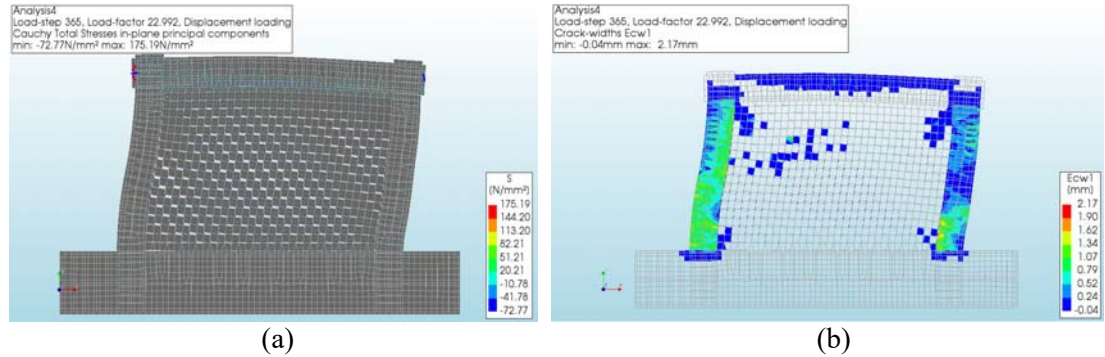 Analysis4
Load-step 365, Load-factor 22.992, Displacement loading
Cauchy Total Stresses in-plane principal components
min: -72.77N/mm² max: 175.19N/mm²
S
(N/mm²)
175.19
144.20
113.20
82.21
51.21
20.21
-10.78
-41.78
-72.77
(a)
Analysis4
Load-step 365, Load-factor 22.992, Displacement loading
Crack-widths Ecw1
min: -0.04mm max: 2.17mm
Ecw1
(mm)
2.17
1.90
1.62
1.34
1.07
0.79
0.52
0.24
-0.04
(b)